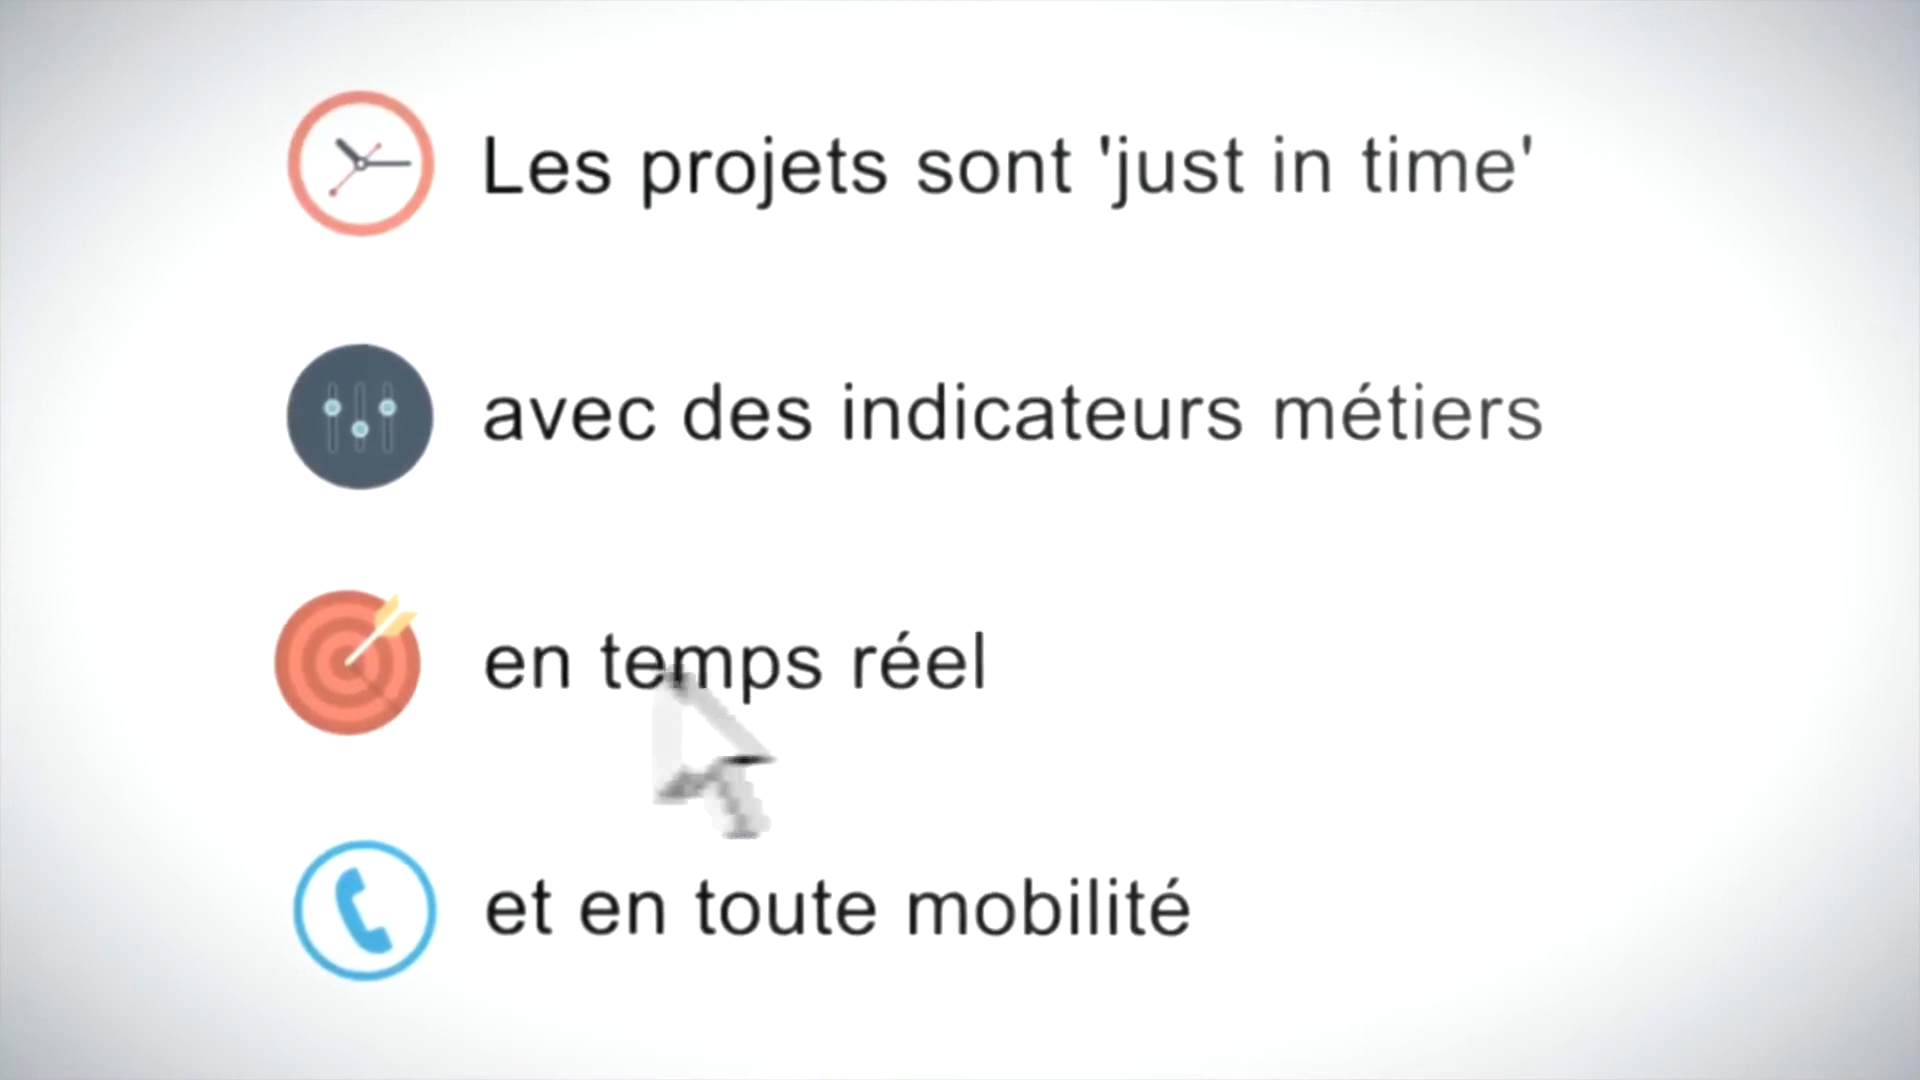 Les projets sont 'just in time'
avec des indicateurs métiers
en temps réel
et en toute mobilité